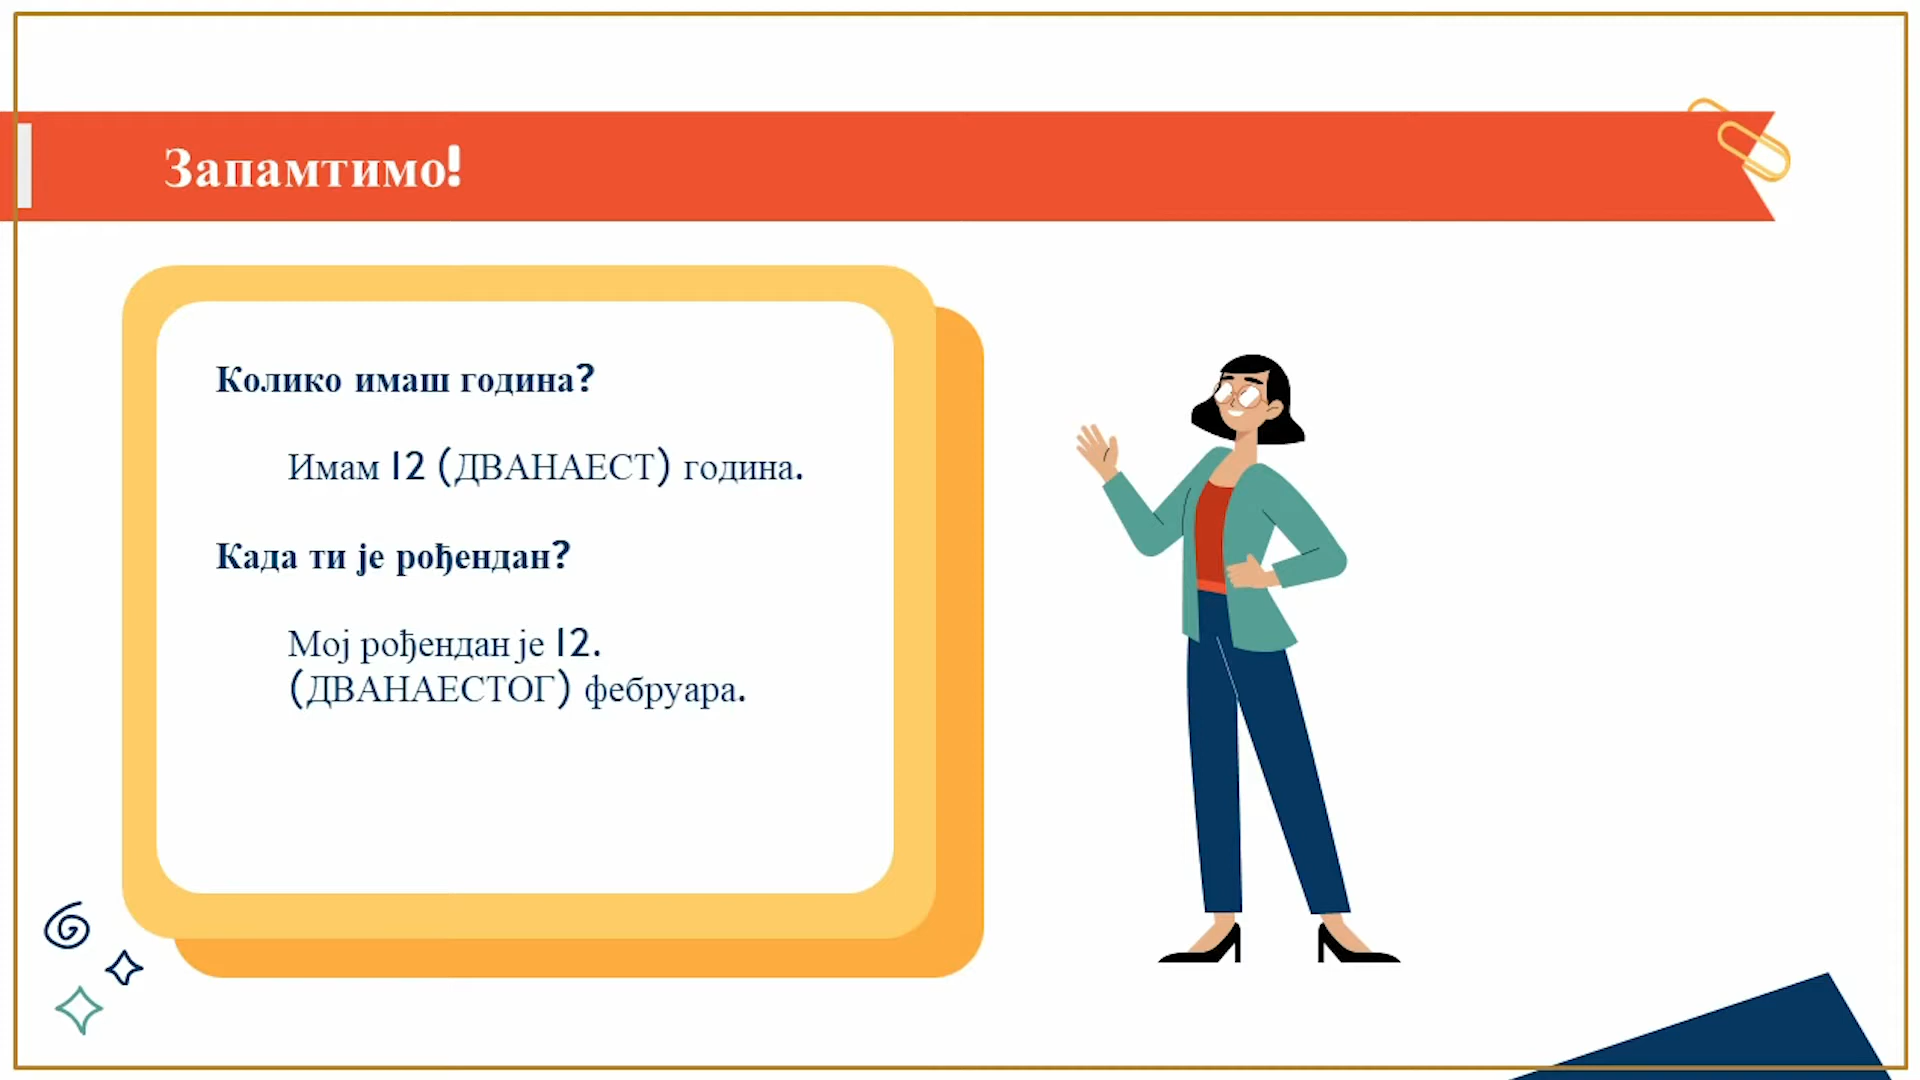 Запамтимо!
Колико имаш година?
Имам 12 (ДВАНАЕСТ) година.
Када ти је рођендан?
Мој рођендан је 12.
(ДВАНАЕСТОГ) фебруара.